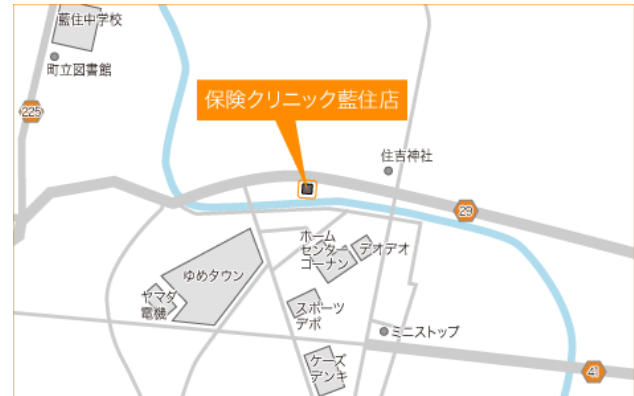 藍住中学校
町立図書館
225
保険クリニック藍住店
住吉神社
29
ホーム
センター
コーナン
デオデオ
ゆめタウン
ヤマダ
電機
スポーツ
デポ
ミニストップ
ケーズ
デンキ
41